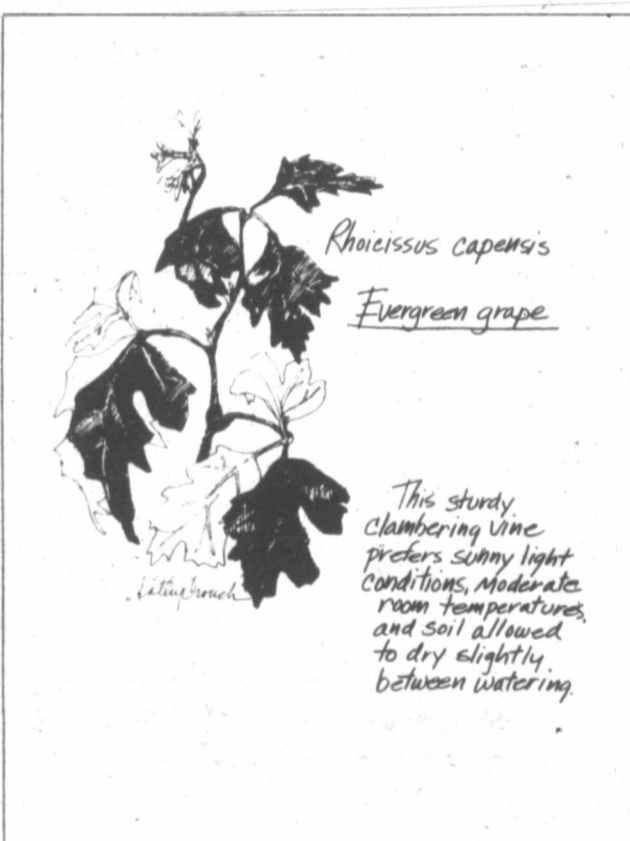 Rhoicissus capensis
Evergreen grape
This sturdy
clambering vine
prefers sunny light
conditions, Moderate
room temperatures,
and soil allowed
to dry slightly
between watering.